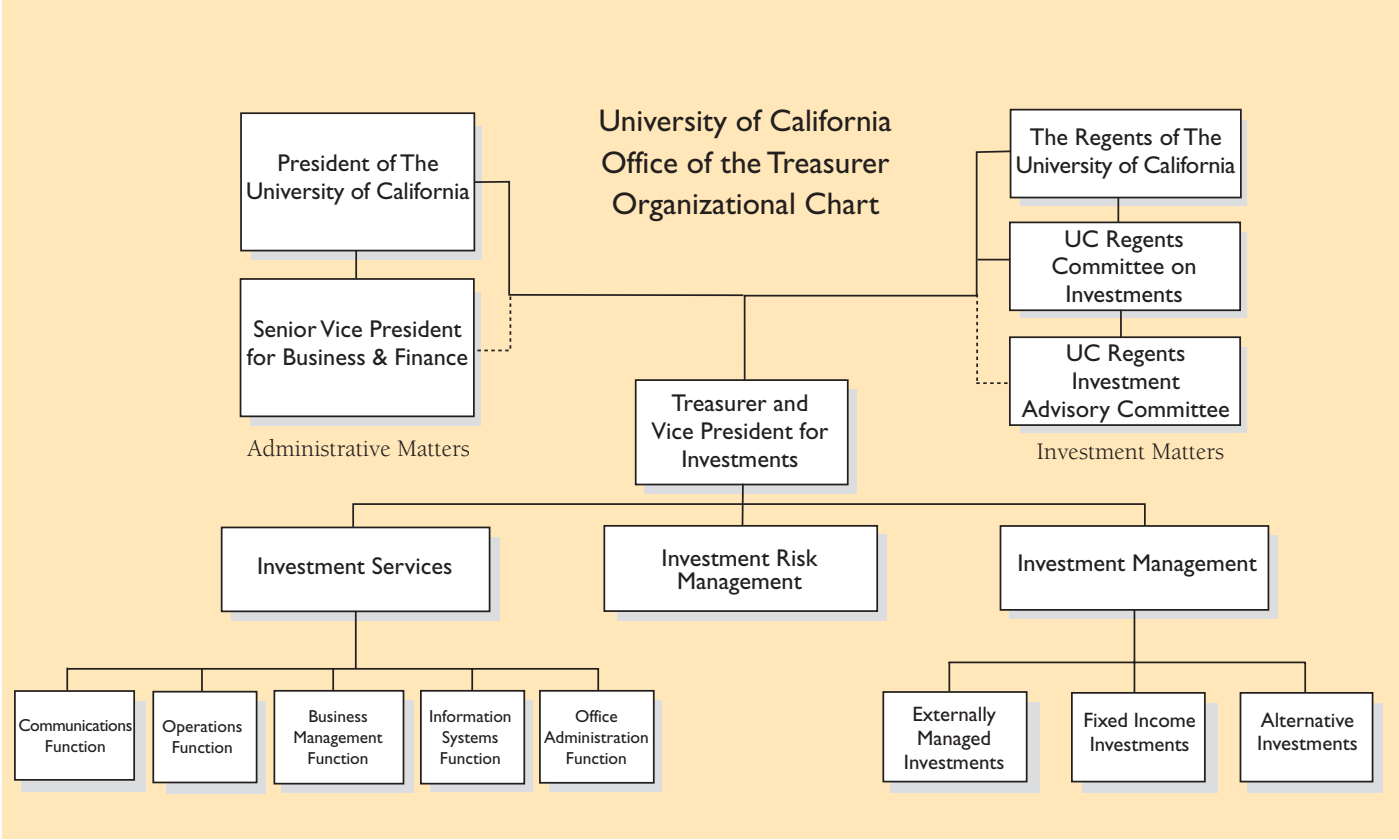 University of California
Office of the Treasurer
Organizational Chart
President of The
University of California
Senior Vice President
for Business & Finance
Administrative Matters
The Regents of The
University of California
UC Regents
Committee on
Investments
UC Regents
Investment
Advisory Committee
Investment Matters
Treasurer and
Vice President for
Investments
Investment Services
Investment Risk
Management
Investment Management
Communications
Function
Operations
Function
Business
Management
Function
Information
Systems
Function
Office
Administration
Function
Externally
Managed
Investments
Fixed Income
Investments
Alternative
Investments